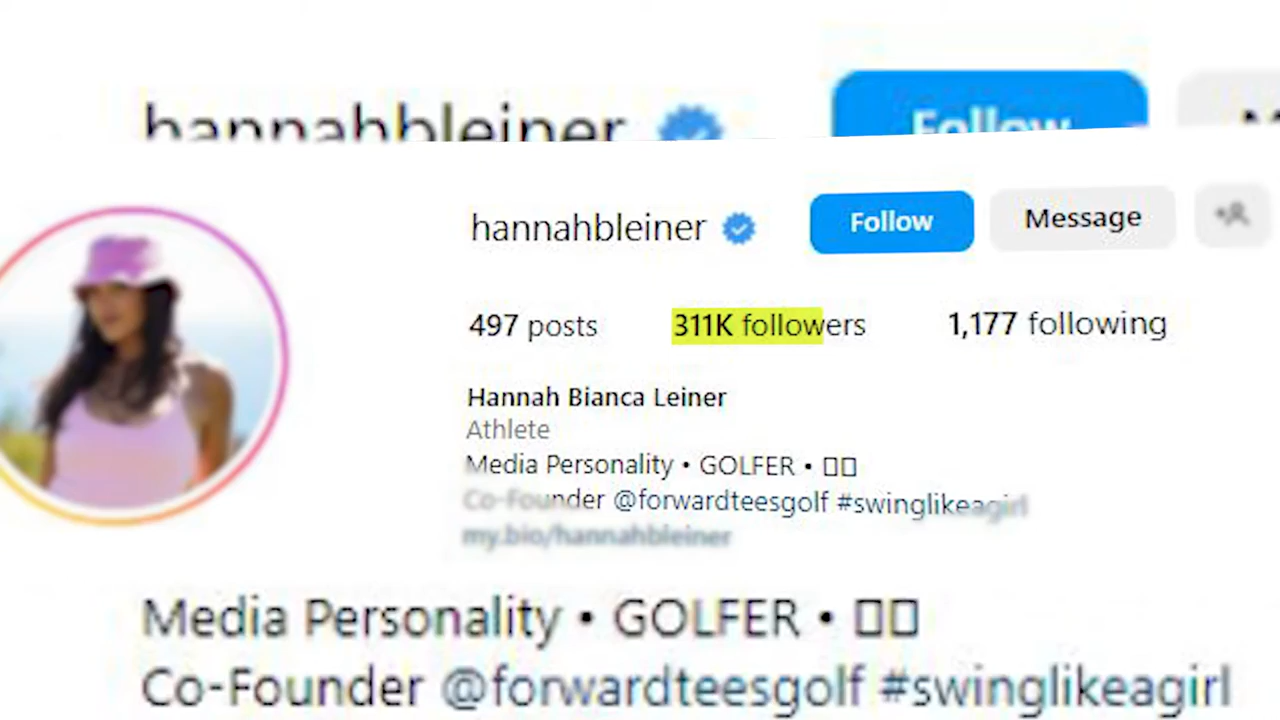 hannahbleiner
Follow
hannahbleiner Follow Message
497 posts 311K followers 1,177 following
Hannah Bianca Leiner
Athlete
Media Personality • GOLFER •
Co-Founder @forwardteesgolf #swinglikeagirl
my.bio/hannahbleiner
Media Personality • GOLFER •
Co-Founder @forwardteesgolf #swinglikeagirl